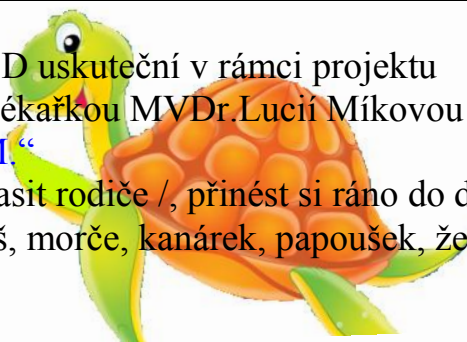 D uskuteční v rámci projektu
ékařkou MVDr.Lucií Míkovou
.“
asit rodiče /, přinést si ráno do d
š, morče, kanárek, papoušek, že